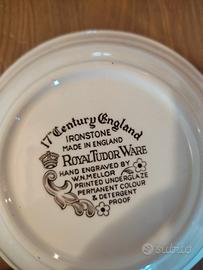 17th Century England
IRONSTONE
MADE IN ENGLAND
ROYAL TUDOR WARE
HAND ENGRAVED BY
W.N. MELLOR
PRINTED UNDERGLAZE
PERMANENT COLOUR
& DETERGENT
PROOF
subito